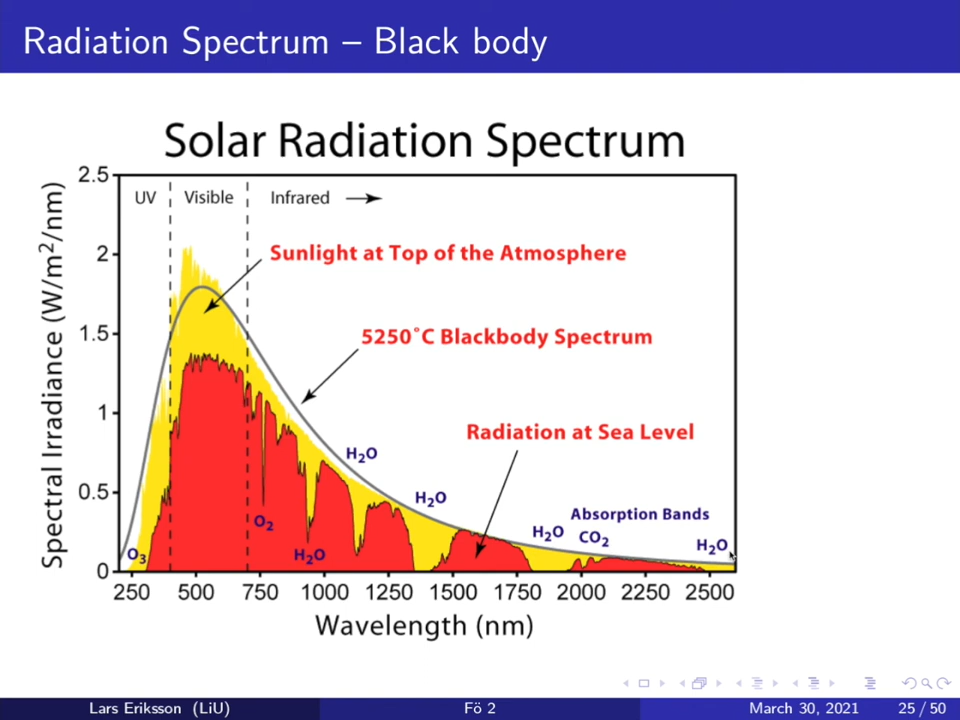 Radiation Spectrum – Black body
Solar Radiation Spectrum
UV
Visible
Infrared
Sunlight at Top of the Atmosphere
5250°C Blackbody Spectrum
Radiation at Sea Level
Spectral Irradiance (W/m²/nm)
2.5
2
1.5
1
0.5
0
H₂O
H₂O
Absorption Bands
O₂
H₂O
CO₂
H₂O
O₃
H₂O
250 500 750 1000 1250 1500 1750 2000 2250 2500
Wavelength (nm)
Lars Eriksson (LiU)
Fö 2
March 30, 2021
25 / 50